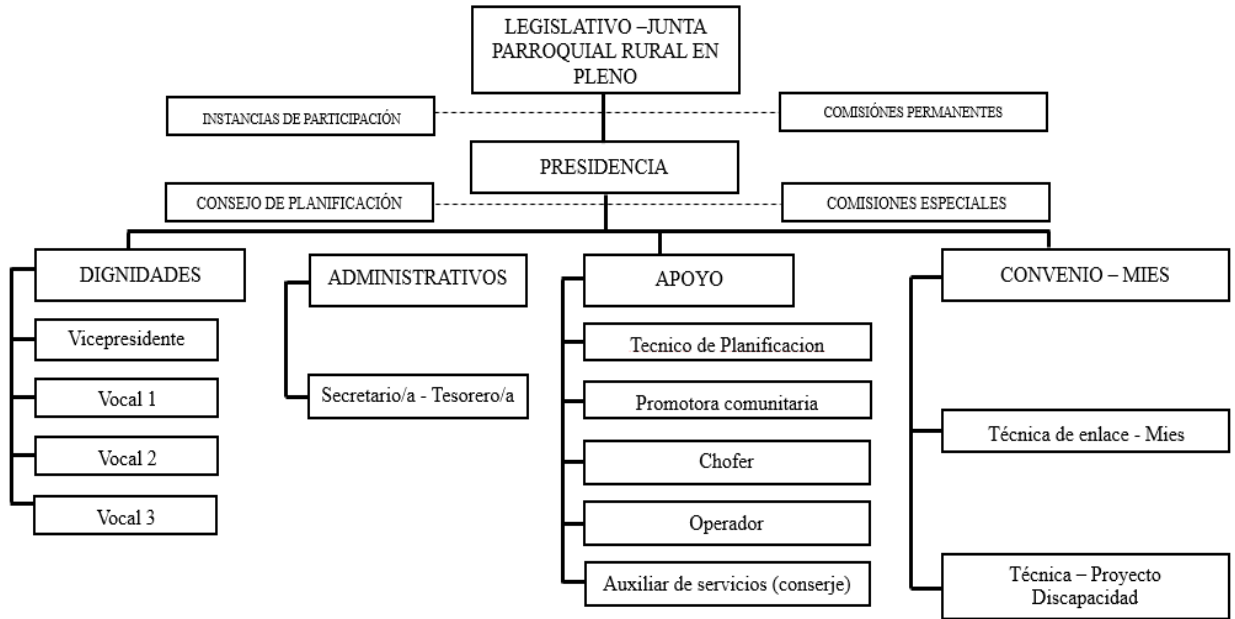 LEGISLATIVO –JUNTA
PARROQUIAL RURAL EN
PLENO
INSTANCIAS DE PARTICIPACIÓN
COMISIÓNES PERMANENTES
PRESIDENCIA
CONSEJO DE PLANIFICACIÓN
COMISIONES ESPECIALES
DIGNIDADES
Vicepresidente
Vocal 1
Vocal 2
Vocal 3
ADMINISTRATIVOS
Secretario/a - Tesorero/a
APOYO
Tecnico de Planificacion
Promotora comunitaria
Chofer
Operador
Auxiliar de servicios (conserje)
CONVENIO – MIES
Técnica de enlace - Mies
Técnica – Proyecto
Discapacidad